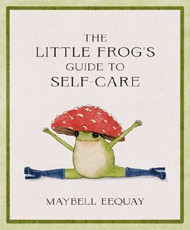 THE
LITTLE FROG'S
GUIDE TO
SELF-CARE
MAYBELL EEQUAY